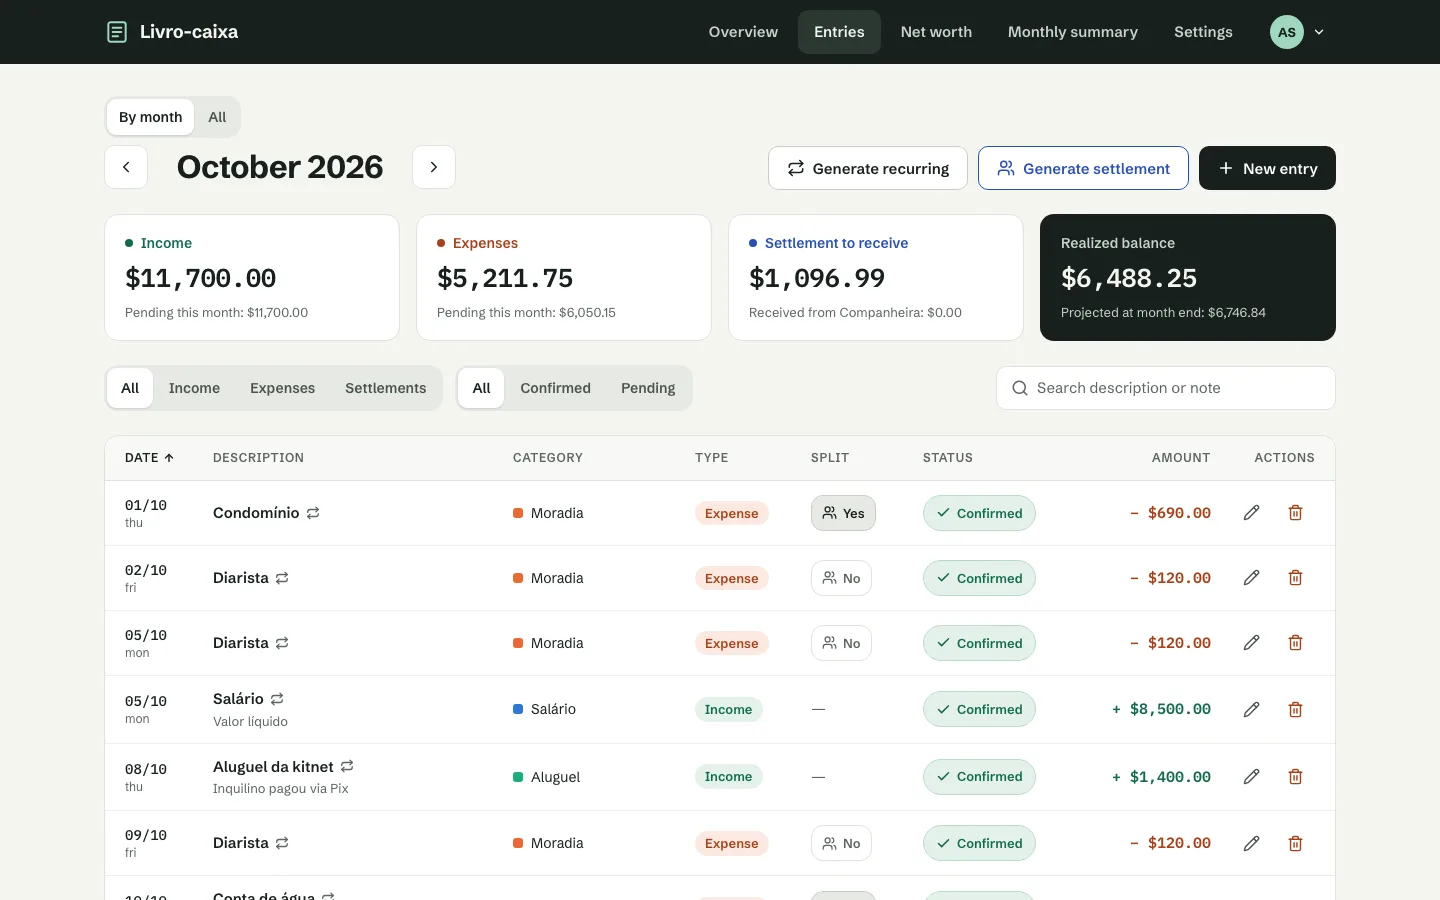 Livro-caixa
Overview
Entries
Net worth
Monthly summary
Settings
AS
By month
All
October 2026
Generate recurring
Generate settlement
New entry
Income
$11,700.00
Pending this month: $11,700.00
Expenses
$5,211.75
Pending this month: $6,050.15
Settlement to receive
$1,096.99
Received from Companheira: $0.00
Realized balance
$6,488.25
Projected at month end: $6,746.84
All Income Expenses Settlements
All Confirmed Pending
Search description or note
DATE ↑ DESCRIPTION CATEGORY TYPE SPLIT STATUS AMOUNT ACTIONS
01/10 thu Condomínio Moradia Expense Yes Confirmed − $690.00
02/10 fri Diarista Moradia Expense No Confirmed − $120.00
05/10 mon Diarista Moradia Expense No Confirmed − $120.00
05/10 mon Salário Valor líquido Salário Income — Confirmed + $8,500.00
08/10 thu Aluguel da kitnet Inquilino pagou via Pix Aluguel Income — Confirmed + $1,400.00
09/10 fri Diarista Moradia Expense No Confirmed − $120.00
10/10 Conta de água